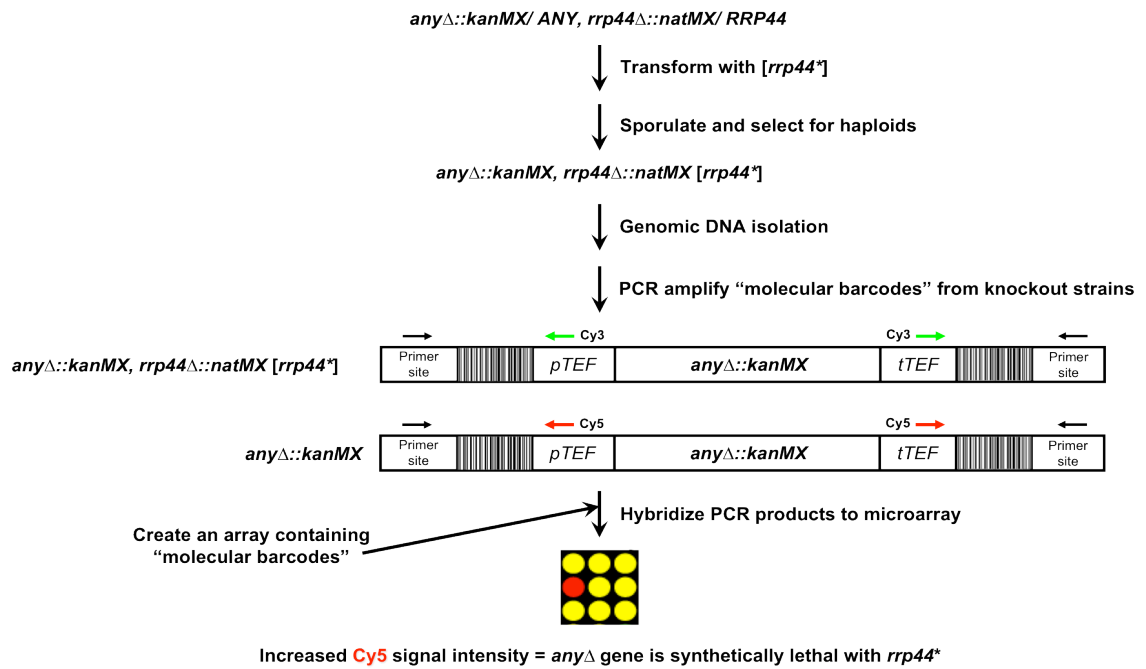 anyΔ::kanMX/ ANY, rrp44Δ::natMX/ RRP44
Transform with [rrp44*]
Sporulate and select for haploids
anyΔ::kanMX, rrp44Δ::natMX [rrp44*]
Genomic DNA isolation
PCR amplify “molecular barcodes” from knockout strains
Cy3
Cy3
anyΔ::kanMX, rrp44Δ::natMX [rrp44*]
Primer
site
pTEF
anyΔ::kanMX
tTEF
Primer
site
Cy5
Cy5
anyΔ::kanMX
Primer
site
pTEF
anyΔ::kanMX
tTEF
Primer
site
Hybridize PCR products to microarray
Create an array containing
“molecular barcodes”
Increased Cy5 signal intensity = anyΔ gene is synthetically lethal with rrp44*